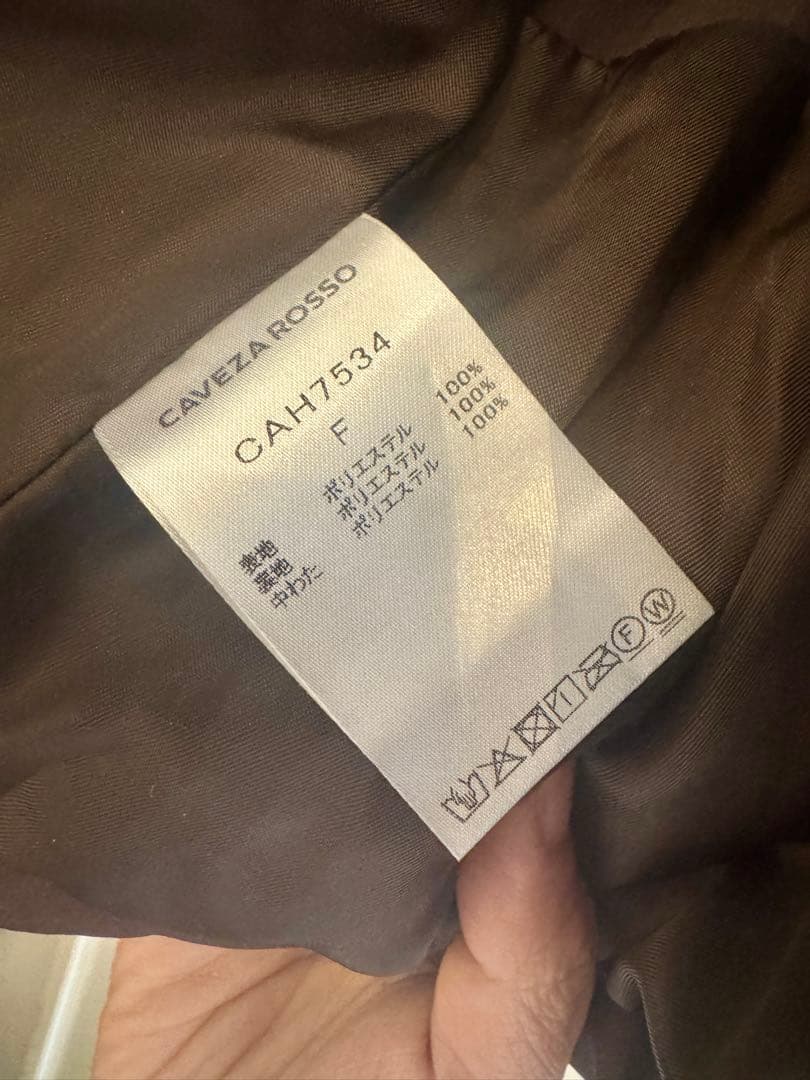 CAVEZA ROSSO
CAH7534
F
表地 ポリエステル 100%
裏地 ポリエステル 100%
中わた ポリエステル 100%
F W